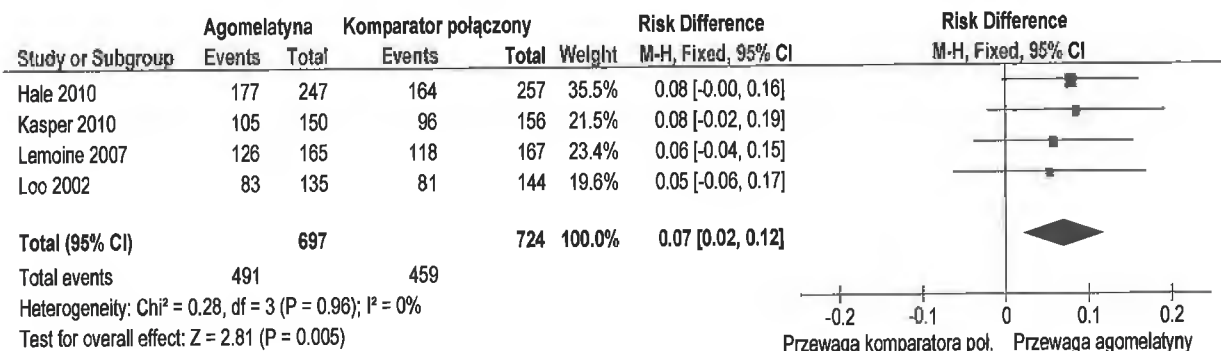 Agomelatyna Komparator połączony Risk Difference Risk Difference
Study or Subgroup Events Total Events Total Weight M-H, Fixed, 95% CI M-H, Fixed, 95% CI
Hale 2010 177 247 164 257 35.5% 0.08 [-0.00, 0.16]
Kasper 2010 105 150 96 156 21.5% 0.08 [-0.02, 0.19]
Lemoine 2007 126 165 118 167 23.4% 0.06 [-0.04, 0.15]
Loo 2002 83 135 81 144 19.6% 0.05 [-0.06, 0.17]
Total (95% CI) 697 724 100.0% 0.07 [0.02, 0.12]
Total events 491 459
Heterogeneity: Chi² = 0.28, df = 3 (P = 0.96); I² = 0%
Test for overall effect: Z = 2.81 (P = 0.005)
-0.2 -0.1 0 0.1 0.2
Przewaga komparatora poł. Przewaga agomelatyny